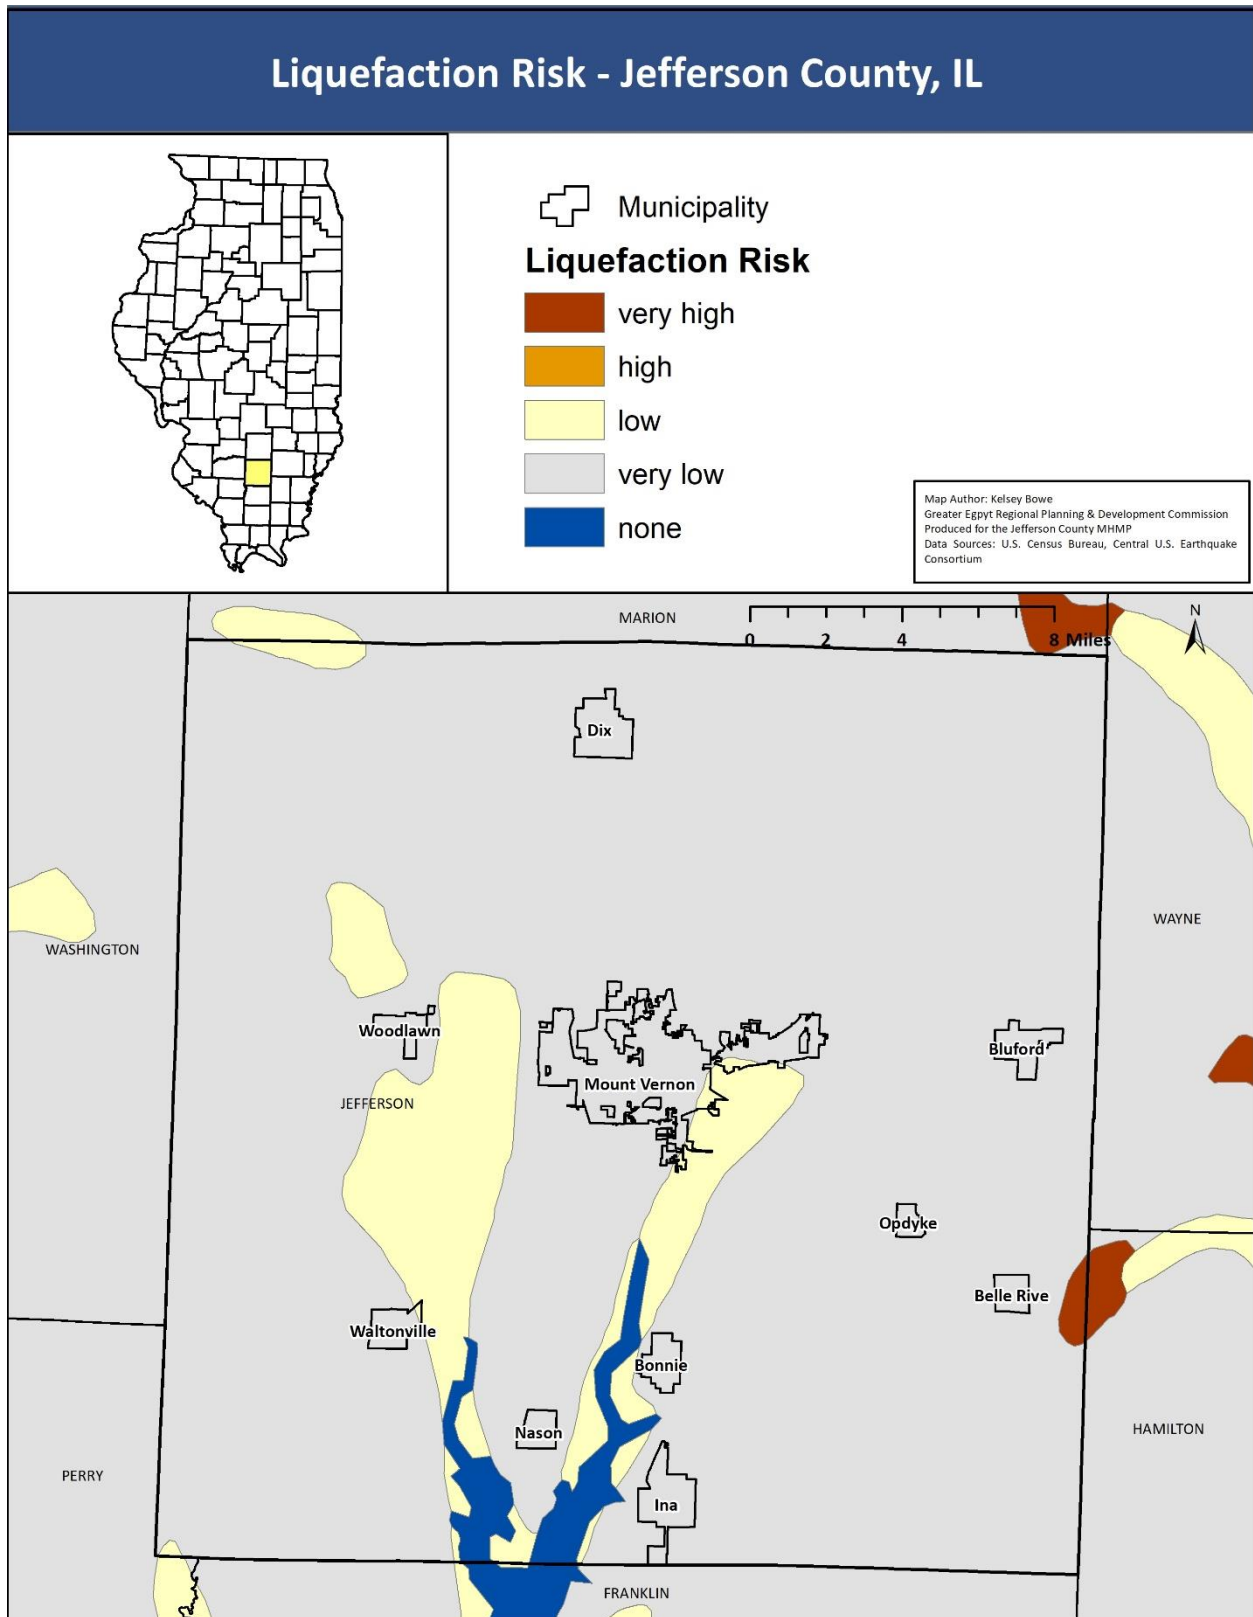 Liquefaction Risk - Jefferson County, IL
Municipality
Liquefaction Risk
very high
high
low
very low
none
Map Author: Kelsey Bowe
Greater Egpyt Regional Planning & Development Commission
Produced for the Jefferson County MHMP
Data Sources: U.S. Census Bureau, Central U.S. Earthquake
Consortium
MARION
N
0 2 4 8 Miles
Dix
WAYNE
WASHINGTON
Woodlawn
Bluford
Mount Vernon
JEFFERSON
Opdyke
Belle Rive
Waltonville
Bonnie
HAMILTON
Nason
PERRY
Ina
FRANKLIN